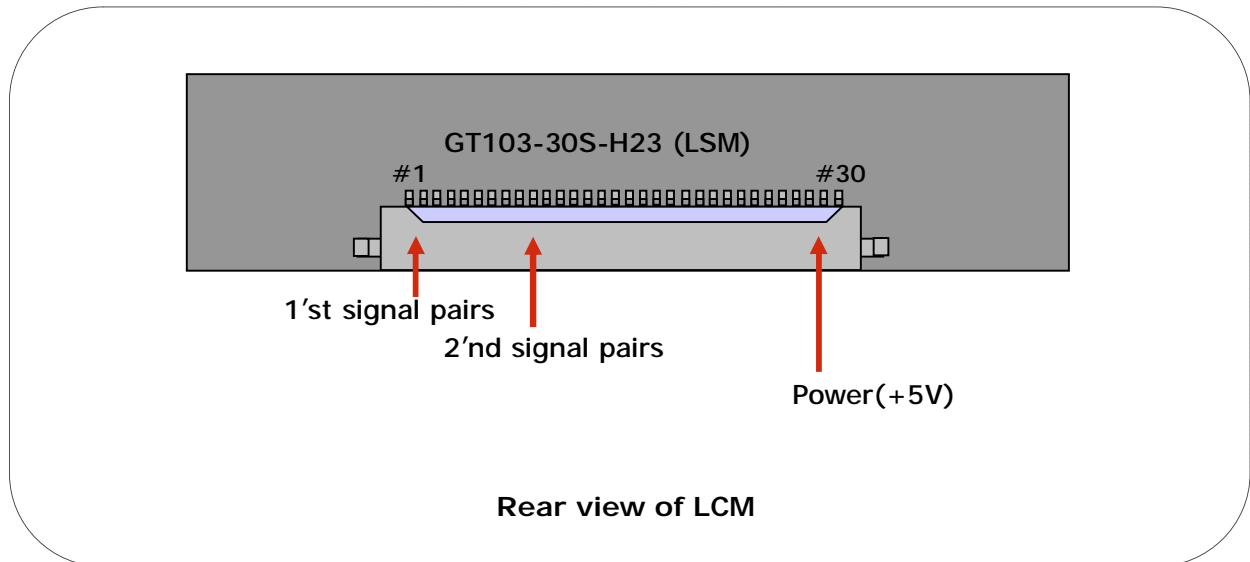 GT103-30S-H23 (LSM)
#1 #30
1′st signal pairs
2′nd signal pairs
Power(+5V)
Rear view of LCM